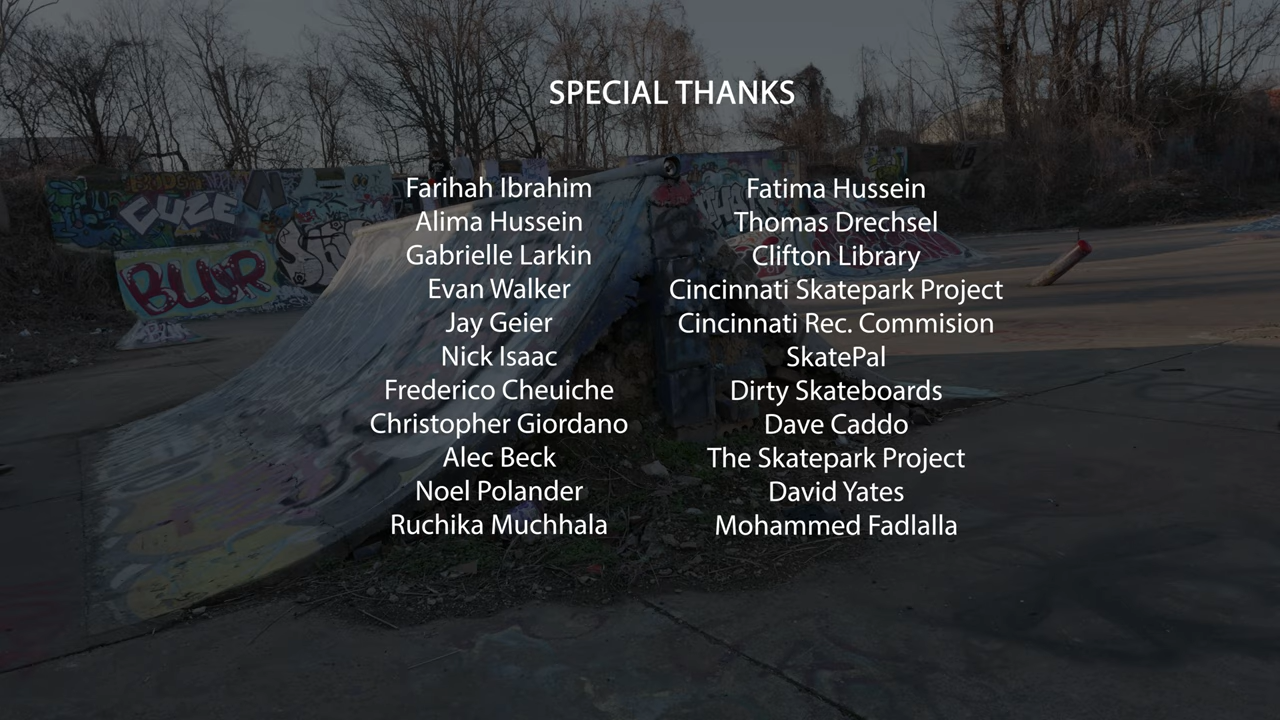 SPECIAL THANKS
Farihah Ibrahim
Alima Hussein
Gabrielle Larkin
Evan Walker
Jay Geier
Nick Isaac
Frederico Cheuiche
Christopher Giordano
Alec Beck
Noel Polander
Ruchika Muchhala
Fatima Hussein
Thomas Drechsel
Clifton Library
Cincinnati Skatepark Project
Cincinnati Rec. Commision
SkatePal
Dirty Skateboards
Dave Caddo
The Skatepark Project
David Yates
Mohammed Fadlalla
BLUR